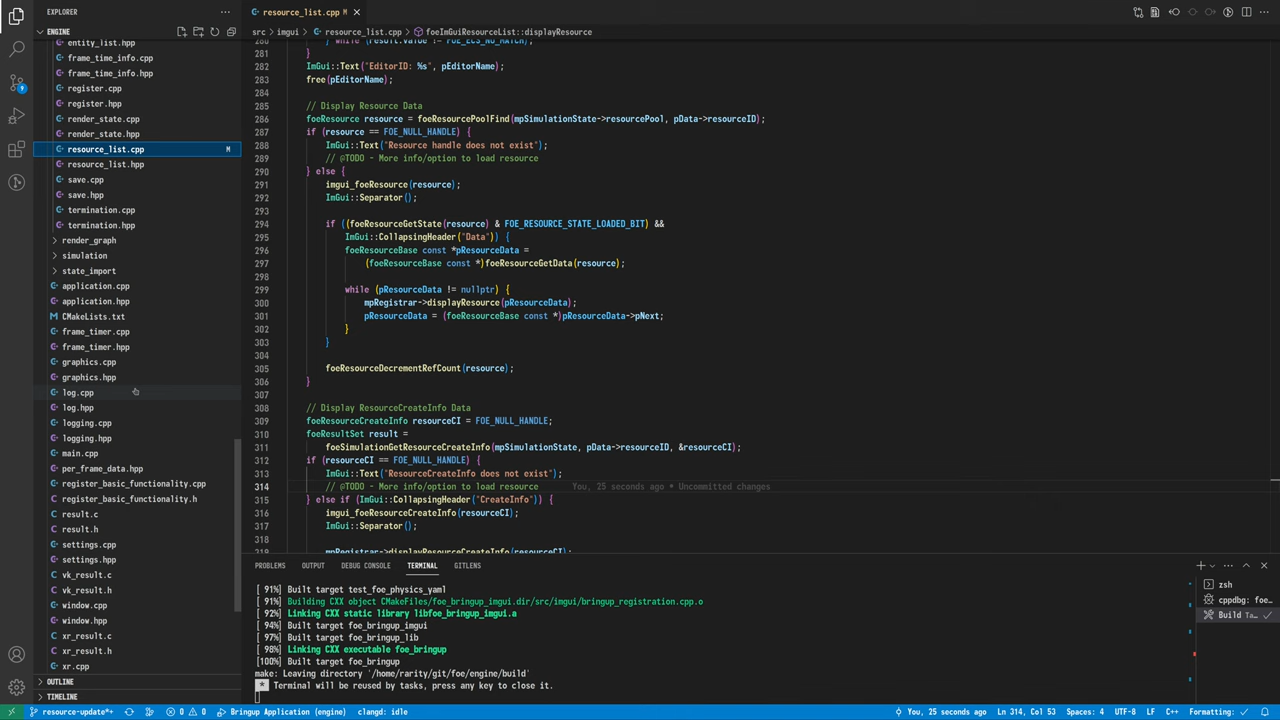 EXPLORER
ENGINE
entity_list.hpp
frame_time_info.cpp
frame_time_info.hpp
register.cpp
register.hpp
render_state.cpp
render_state.hpp
resource_list.cpp M
resource_list.hpp
save.cpp
save.hpp
termination.cpp
termination.hpp
render_graph
simulation
state_import
application.cpp
application.hpp
CMakeLists.txt
frame_timer.cpp
frame_timer.hpp
graphics.cpp
graphics.hpp
log.cpp
log.hpp
logging.cpp
logging.hpp
main.cpp
per_frame_data.hpp
register_basic_functionality.cpp
register_basic_functionality.h
result.c
result.h
settings.cpp
settings.hpp
vk_result.c
vk_result.h
window.cpp
window.hpp
xr_result.c
xr_result.h
xr.cpp
OUTLINE
TIMELINE
resource_list.cpp M
src > imgui > resource_list.cpp > foeImGuiResourceList::displayResource
280 } while (result.value != FOE_ECS_NO_MATCH);
281 }
282 ImGui::Text("EditorID: %s", pEditorName);
283 free(pEditorName);
284
285 // Display Resource Data
286 foeResource resource = foeResourcePoolFind(mpSimulationState->resourcePool, pData->resourceID);
287 if (resource == FOE_NULL_HANDLE) {
288 ImGui::Text("Resource handle does not exist");
289 // @TODO - More info/option to load resource
290 } else {
291 imgui_foeResource(resource);
292 ImGui::Separator();
293
294 if ((foeResourceGetState(resource) & FOE_RESOURCE_STATE_LOADED_BIT) &&
295 ImGui::CollapsingHeader("Data")) {
296 foeResourceBase const *pResourceData =
297 (foeResourceBase const *)foeResourceGetData(resource);
298
299 while (pResourceData != nullptr) {
300 mpRegistrar->displayResource(pResourceData);
301 pResourceData = (foeResourceBase const *)pResourceData->pNext;
302 }
303 }
304
305 foeResourceDecrementRefCount(resource);
306 }
307
308 // Display ResourceCreateInfo Data
309 foeResourceCreateInfo resourceCI = FOE_NULL_HANDLE;
310 foeResultSet result =
311 foeSimulationGetResourceCreateInfo(mpSimulationState, pData->resourceID, &resourceCI);
312 if (resourceCI == FOE_NULL_HANDLE) {
313 ImGui::Text("ResourceCreateInfo does not exist");
314 // @TODO - More info/option to load resource You, 25 seconds ago • Uncommitted changes
315 } else if (ImGui::CollapsingHeader("CreateInfo")) {
316 imgui_foeResourceCreateInfo(resourceCI);
317 ImGui::Separator();
318
319 mpRegistrar->displayResourceCreateInfo(resourceCI);
PROBLEMS OUTPUT DEBUG CONSOLE TERMINAL GITLENS
[ 91%] Built target test_foe_physics_yaml
[ 91%] Building CXX object CMakeFiles/foe_bringup_imgui.dir/src/imgui/bringup_registration.cpp.o
[ 92%] Linking CXX static library libfoe_bringup_imgui.a
[ 94%] Built target foe_bringup_imgui
[ 97%] Built target foe_bringup_lib
[ 98%] Linking CXX executable foe_bringup
[100%] Built target foe_bringup
make: Leaving directory '/home/rarity/git/foe/engine/build'
* Terminal will be reused by tasks, press any key to close it.
zsh
cppdbg: foe...
Build Ta...
resource-update*+ 0 0 Bringup Application (engine) clangd: idle You, 25 seconds ago Ln 314, Col 53 Spaces: 4 UTF-8 LF C++ Formatting: ✓